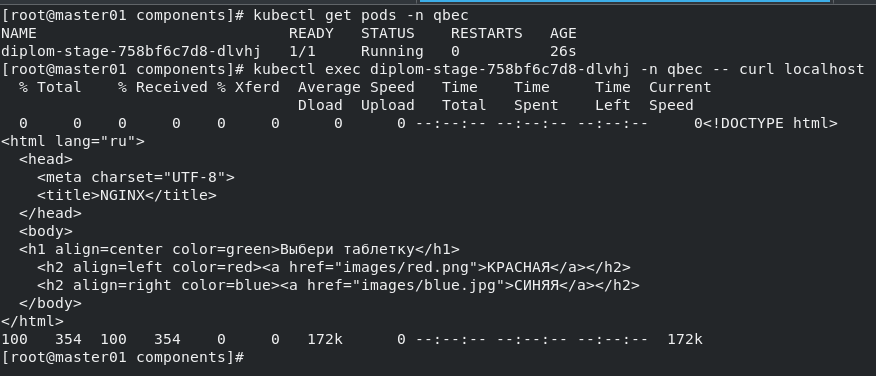 [root@master01 components]# kubectl get pods -n qbec
NAME                            READY   STATUS    RESTARTS   AGE
diplom-stage-758bf6c7d8-dlvhj   1/1     Running   0          26s
[root@master01 components]# kubectl exec diplom-stage-758bf6c7d8-dlvhj -n qbec -- curl localhost
  % Total    % Received % Xferd  Average Speed   Time    Time     Time  Current
                                 Dload  Upload   Total   Spent    Left  Speed
  0     0    0     0    0     0      0      0 --:--:-- --:--:-- --:--:--     0<!DOCTYPE html>
<html lang="ru">
  <head>
    <meta charset="UTF-8">
    <title>NGINX</title>
  </head>
  <body>
  <h1 align=center color=green>Выбери таблетку</h1>
    <h2 align=left color=red><a href="images/red.png">КРАСНАЯ</a></h2>
    <h2 align=right color=blue><a href="images/blue.jpg">СИНЯЯ</a></h2>
  </body>
</html>
100   354  100   354    0     0   172k      0 --:--:-- --:--:-- --:--:--  172k
[root@master01 components]#